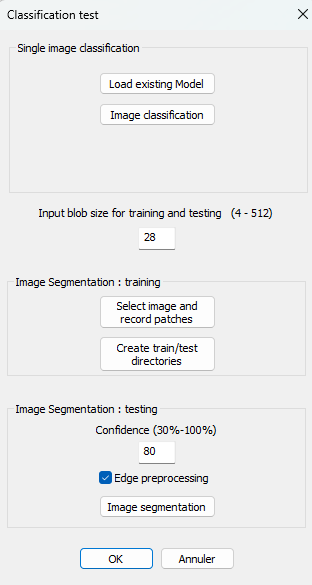 Classification test
Single image classification
Load existing Model
Image classification
Input blob size for training and testing (4 - 512)
28
Image Segmentation : training
Select image and
record patches
Create train/test
directories
Image Segmentation : testing
Confidence (30%-100%)
80
Edge preprocessing
Image segmentation
OK
Annuler